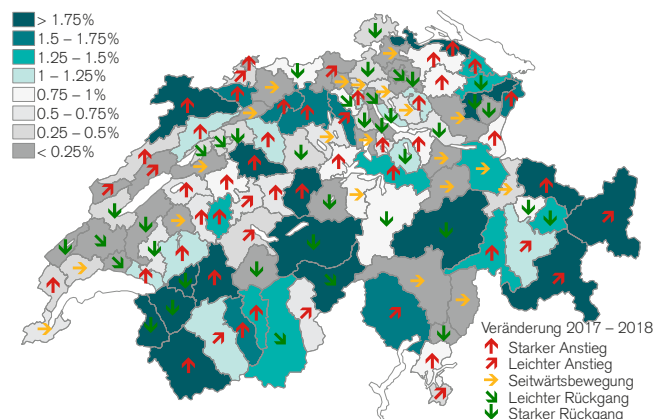 > 1.75%
1.5 – 1.75%
1.25 – 1.5%
1 – 1.25%
0.75 – 1%
0.5 – 0.75%
0.25 – 0.5%
< 0.25%
Veränderung 2017 – 2018
Starker Anstieg
Leichter Anstieg
Seitwärtsbewegung
Leichter Rückgang
Starker Rückgang